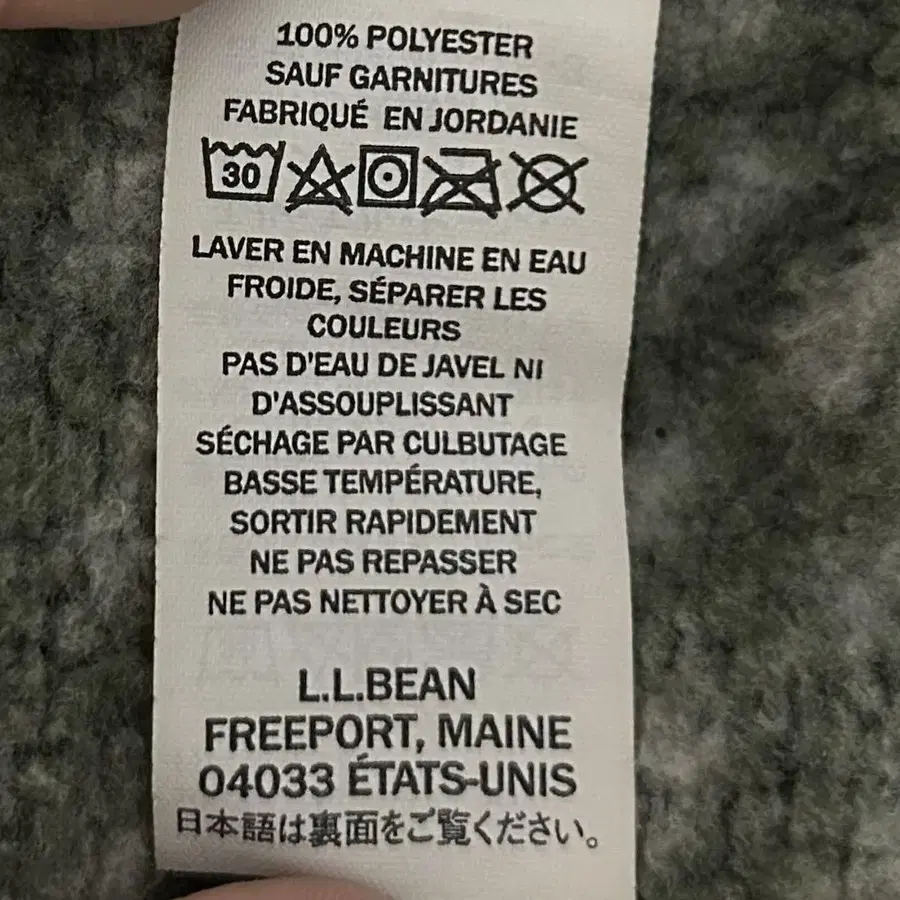 100% POLYESTER
SAUF GARNITURES
FABRIQUÉ EN JORDANIE
30
LAVER EN MACHINE EN EAU
FROIDE, SÉPARER LES
COULEURS
PAS D'EAU DE JAVEL NI
D'ASSOUPLISSANT
SÉCHAGE PAR CULBUTAGE
BASSE TEMPÉRATURE,
SORTIR RAPIDEMENT
NE PAS REPASSER
NE PAS NETTOYER À SEC
L.L.BEAN
FREEPORT, MAINE
04033 ÉTATS-UNIS
日本語は裏面をご覧ください。